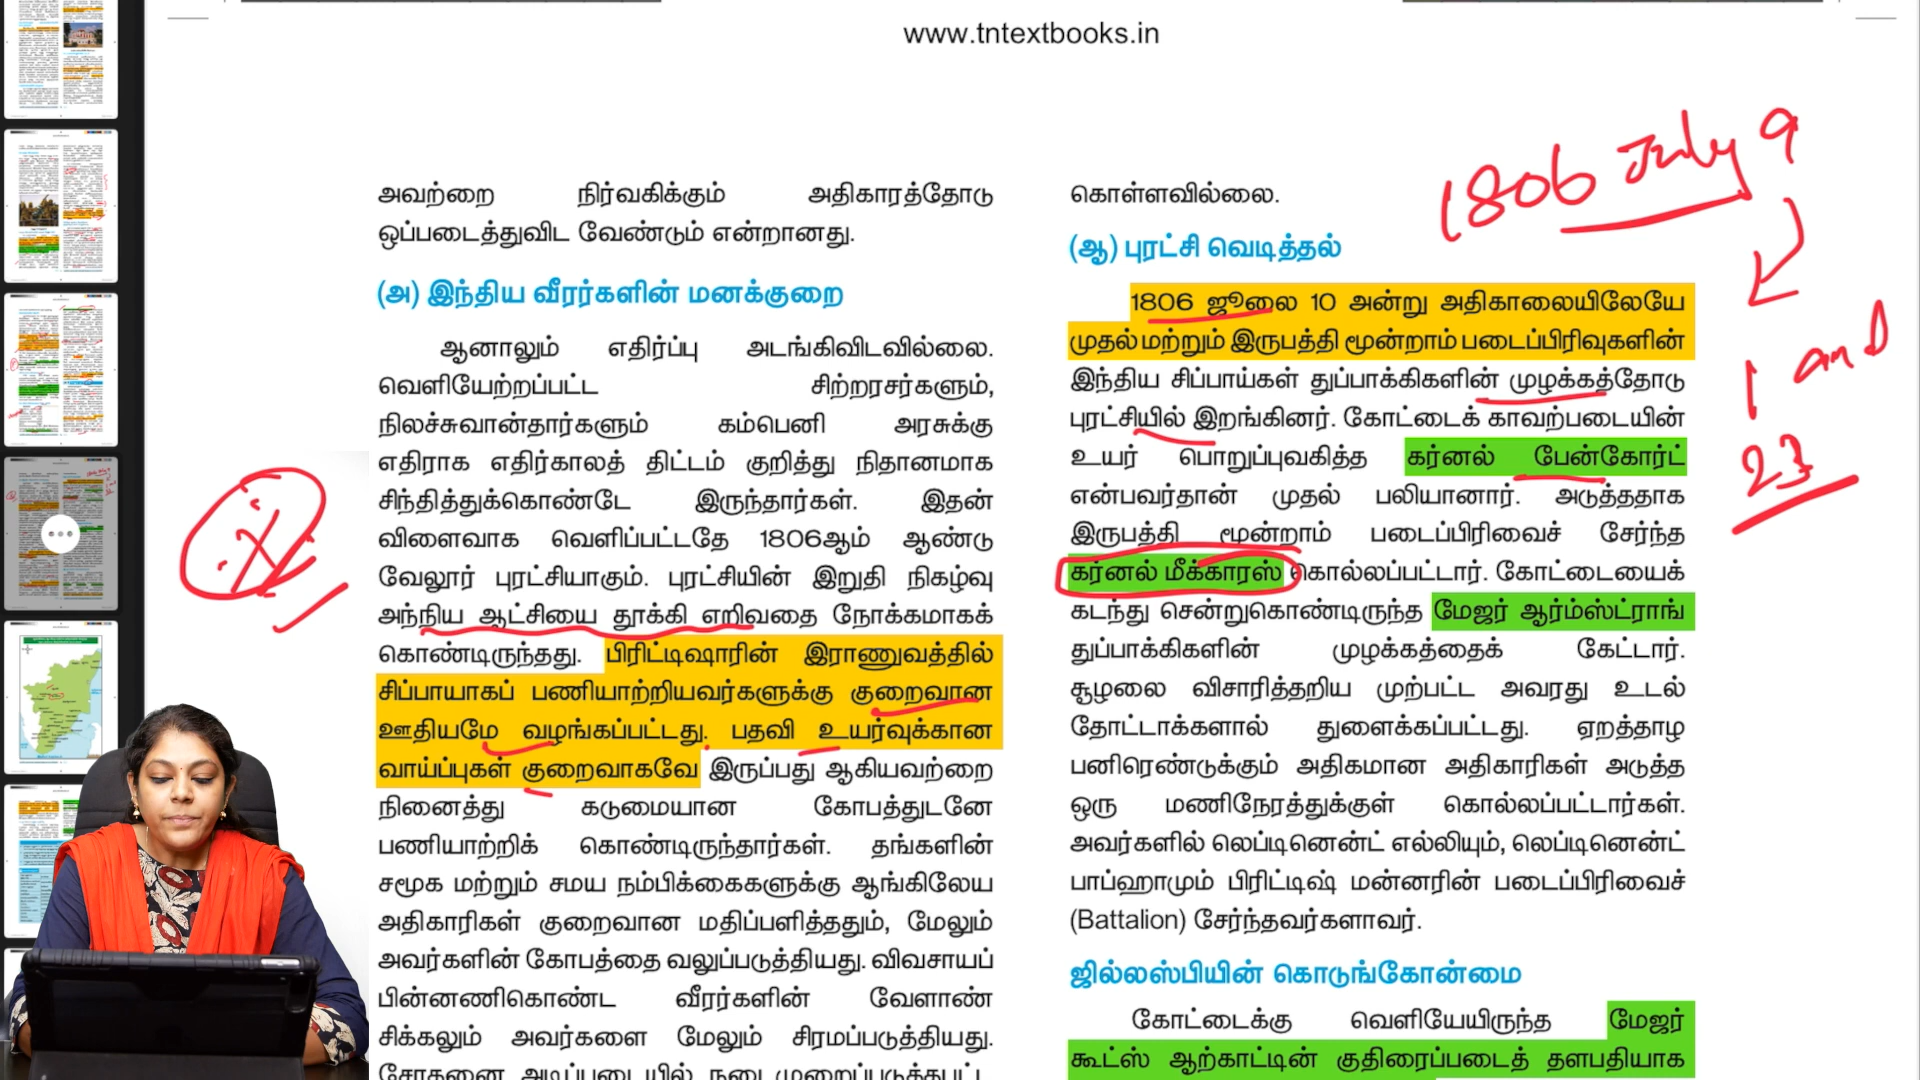 www.tntextbooks.in
அவற்றை நிர்வகிக்கும் அதிகாரத்தோடு
ஒப்படைத்துவிட வேண்டும் என்றானது.
(அ) இந்திய வீரர்களின் மனக்குறை
ஆனாலும் எதிர்ப்பு அடங்கிவிடவில்லை.
வெளியேற்றப்பட்ட சிற்றரசர்களும்,
நிலச்சுவான்தார்களும் கம்பெனி அரசுக்கு
எதிராக எதிர்காலத் திட்டம் குறித்து நிதானமாக
சிந்தித்துக்கொண்டே இருந்தார்கள். இதன்
விளைவாக வெளிப்பட்டதே 1806ஆம் ஆண்டு
வேலூர் புரட்சியாகும். புரட்சியின் இறுதி நிகழ்வு
அந்நிய ஆட்சியை தூக்கி எறிவதை நோக்கமாகக்
கொண்டிருந்தது. பிரிட்டிஷாரின் இராணுவத்தில்
சிப்பாயாகப் பணியாற்றியவர்களுக்கு குறைவான
ஊதியமே வழங்கப்பட்டது. பதவி உயர்வுக்கான
வாய்ப்புகள் குறைவாகவே இருப்பது ஆகியவற்றை
நினைத்து கடுமையான கோபத்துடனே
பணியாற்றிக் கொண்டிருந்தார்கள். தங்களின்
சமூக மற்றும் சமய நம்பிக்கைகளுக்கு ஆங்கிலேய
அதிகாரிகள் குறைவான மதிப்பளித்ததும், மேலும்
அவர்களின் கோபத்தை வலுப்படுத்தியது. விவசாயப்
பின்னணிகொண்ட வீரர்களின் வேளாண்
சிக்கலும் அவர்களை மேலும் சிரமப்படுத்தியது.
சோதனை அடிப்படையில் நடைமுறைப்படுத்தப்பட்ட
கொள்ளவில்லை.
1806 July 9
(ஆ) புரட்சி வெடித்தல்
1806 ஜூலை 10 அன்று அதிகாலையிலேயே
முதல் மற்றும் இருபத்தி மூன்றாம் படைப்பிரிவுகளின்
இந்திய சிப்பாய்கள் துப்பாக்கிகளின் முழக்கத்தோடு
புரட்சியில் இறங்கினர். கோட்டைக் காவற்படையின்
உயர் பொறுப்புவகித்த கர்னல் பேன்கோர்ட்
என்பவர்தான் முதல் பலியானார். அடுத்ததாக
இருபத்தி மூன்றாம் படைப்பிரிவைச் சேர்ந்த
கர்னல் மீக்காரஸ் கொல்லப்பட்டார். கோட்டையைக்
கடந்து சென்றுகொண்டிருந்த மேஜர் ஆர்ம்ஸ்ட்ராங்
துப்பாக்கிகளின் முழக்கத்தைக் கேட்டார்.
சூழலை விசாரித்தறிய முற்பட்ட அவரது உடல்
தோட்டாக்களால் துளைக்கப்பட்டது. ஏறத்தாழ
பனிரெண்டுக்கும் அதிகமான அதிகாரிகள் அடுத்த
ஒரு மணிநேரத்துக்குள் கொல்லப்பட்டார்கள்.
அவர்களில் லெப்டினென்ட் எல்லியும், லெப்டினென்ட்
பாப்ஹாமும் பிரிட்டிஷ் மன்னரின் படைப்பிரிவைச்
(Battalion) சேர்ந்தவர்களாவர்.
1 and
23
ஜில்லஸ்பியின் கொடுங்கோன்மை
கோட்டைக்கு வெளியேயிருந்த மேஜர்
கூட்ஸ் ஆற்காட்டின் குதிரைப்படைத் தளபதியாக